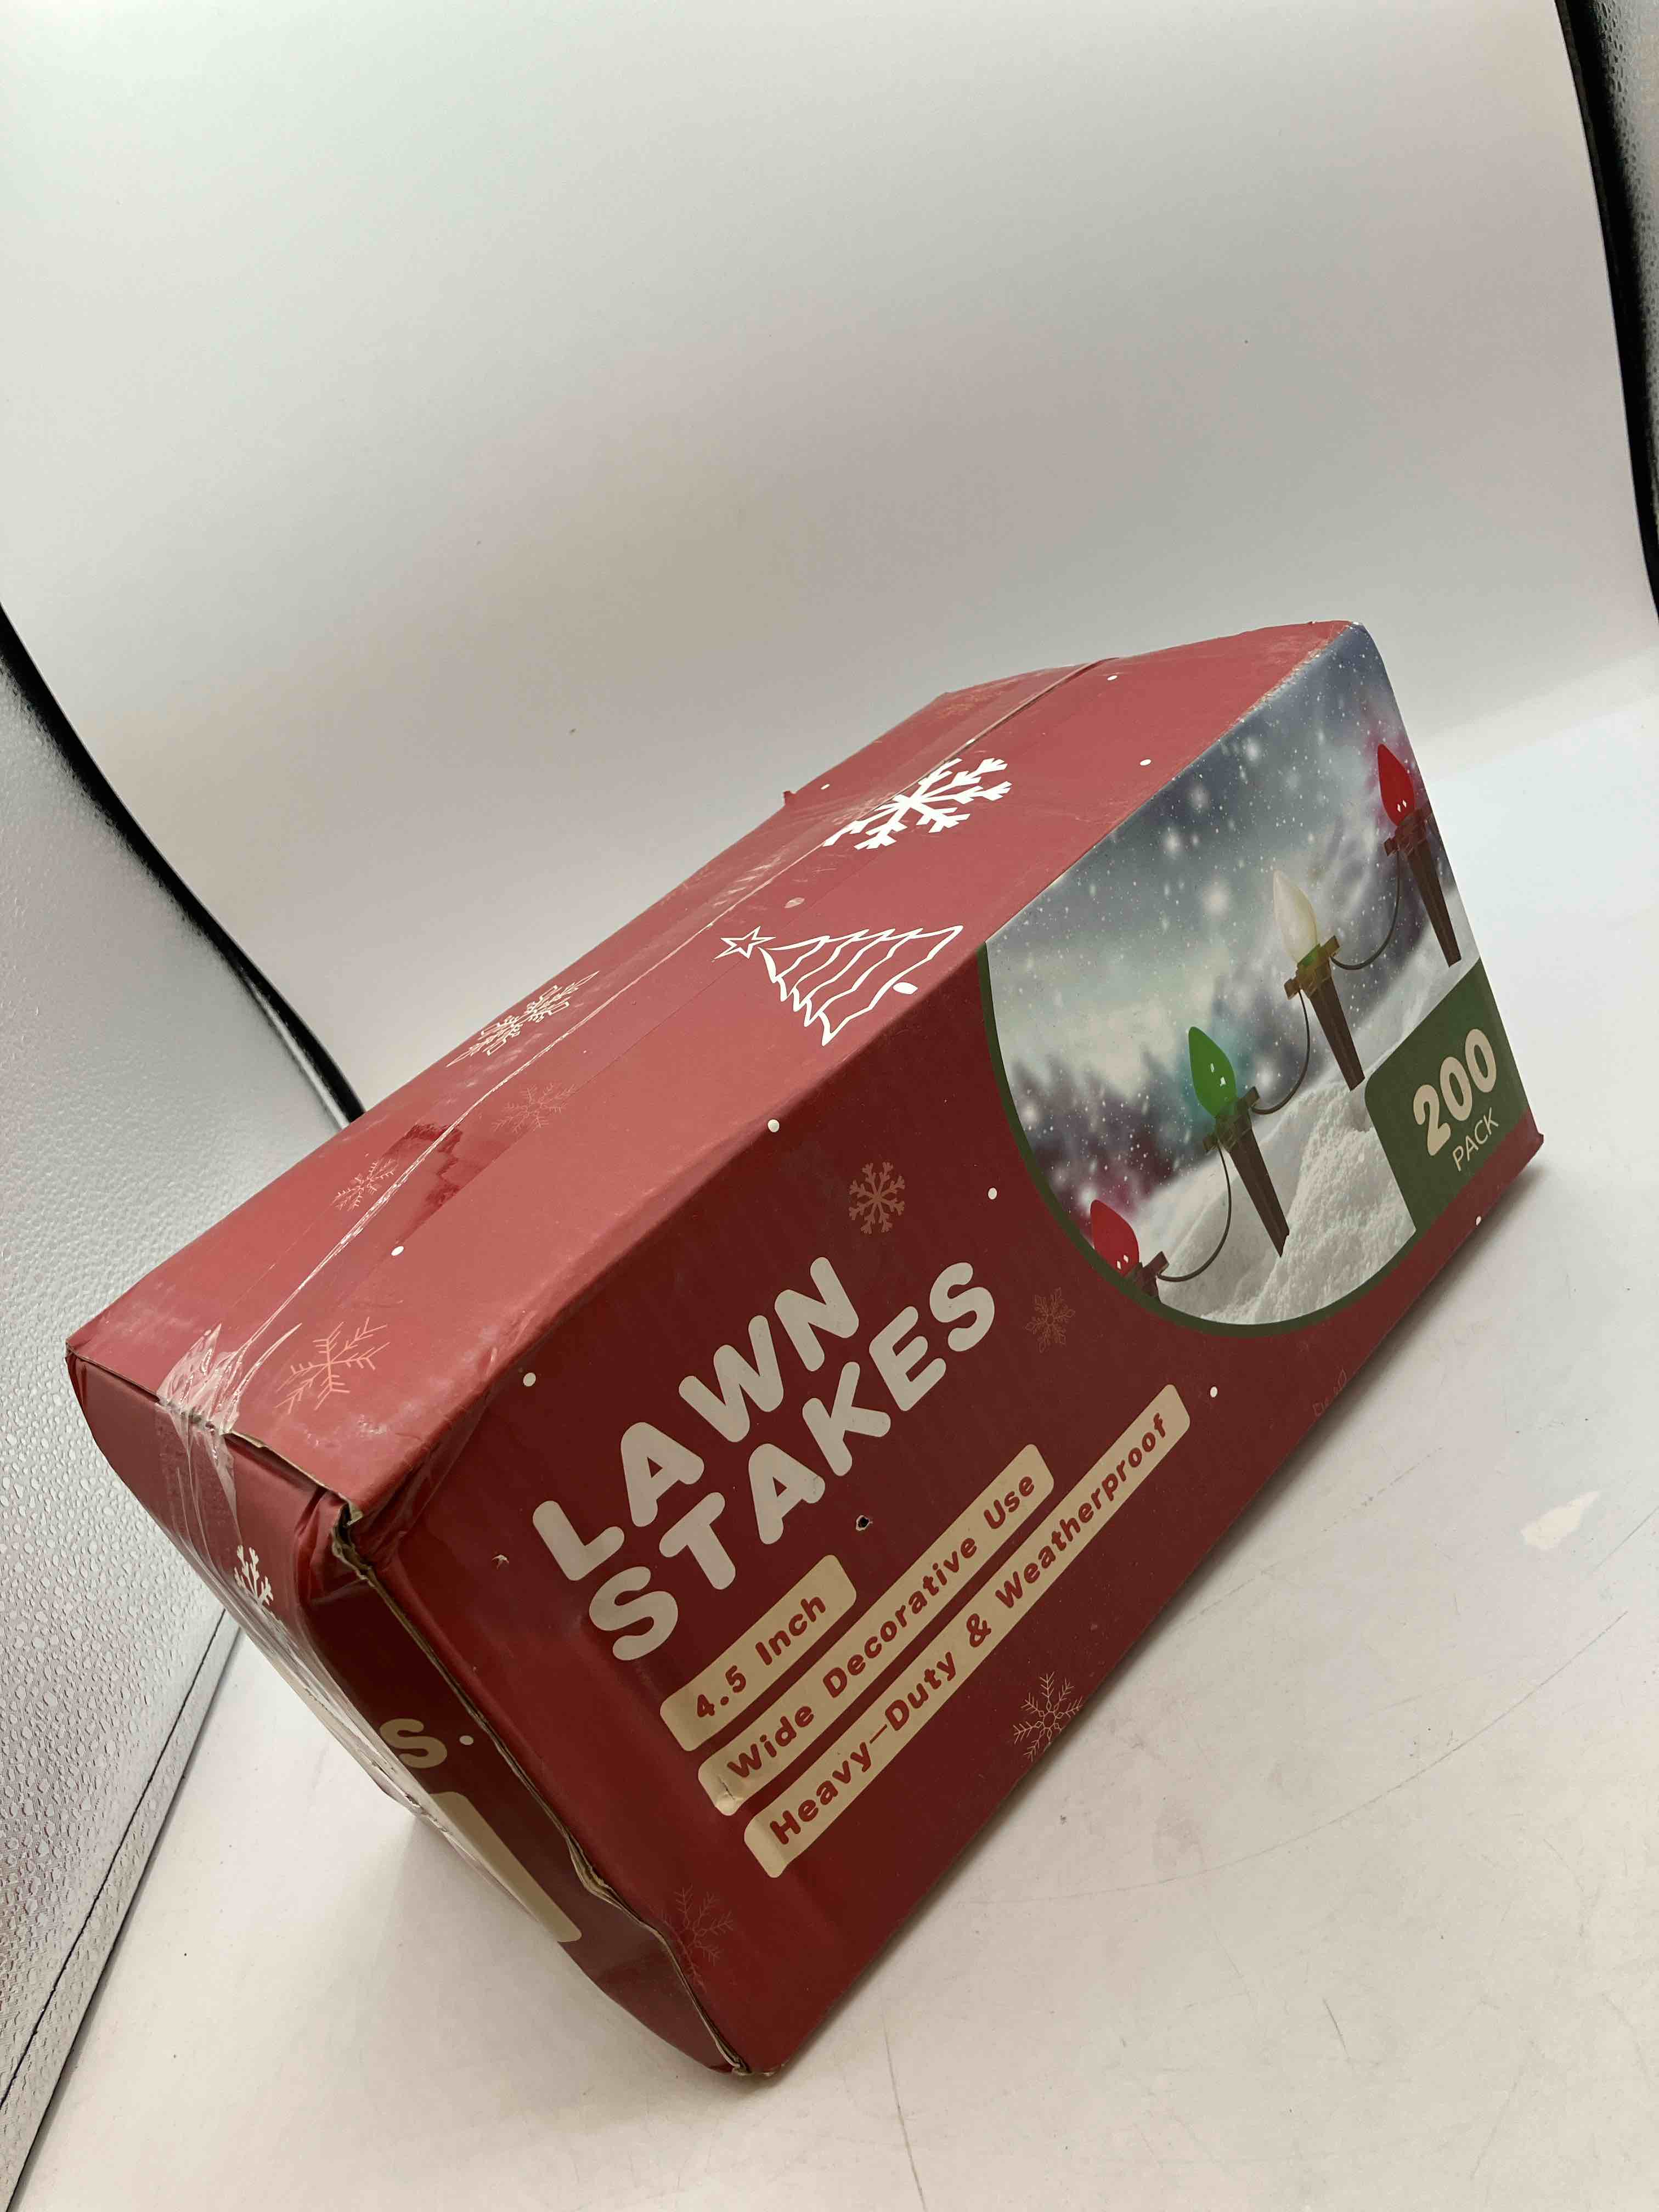 LAWN
STAKES
4.5 Inch
Wide Decorative Use
Heavy-Duty & Weatherproof
200
PACK
S